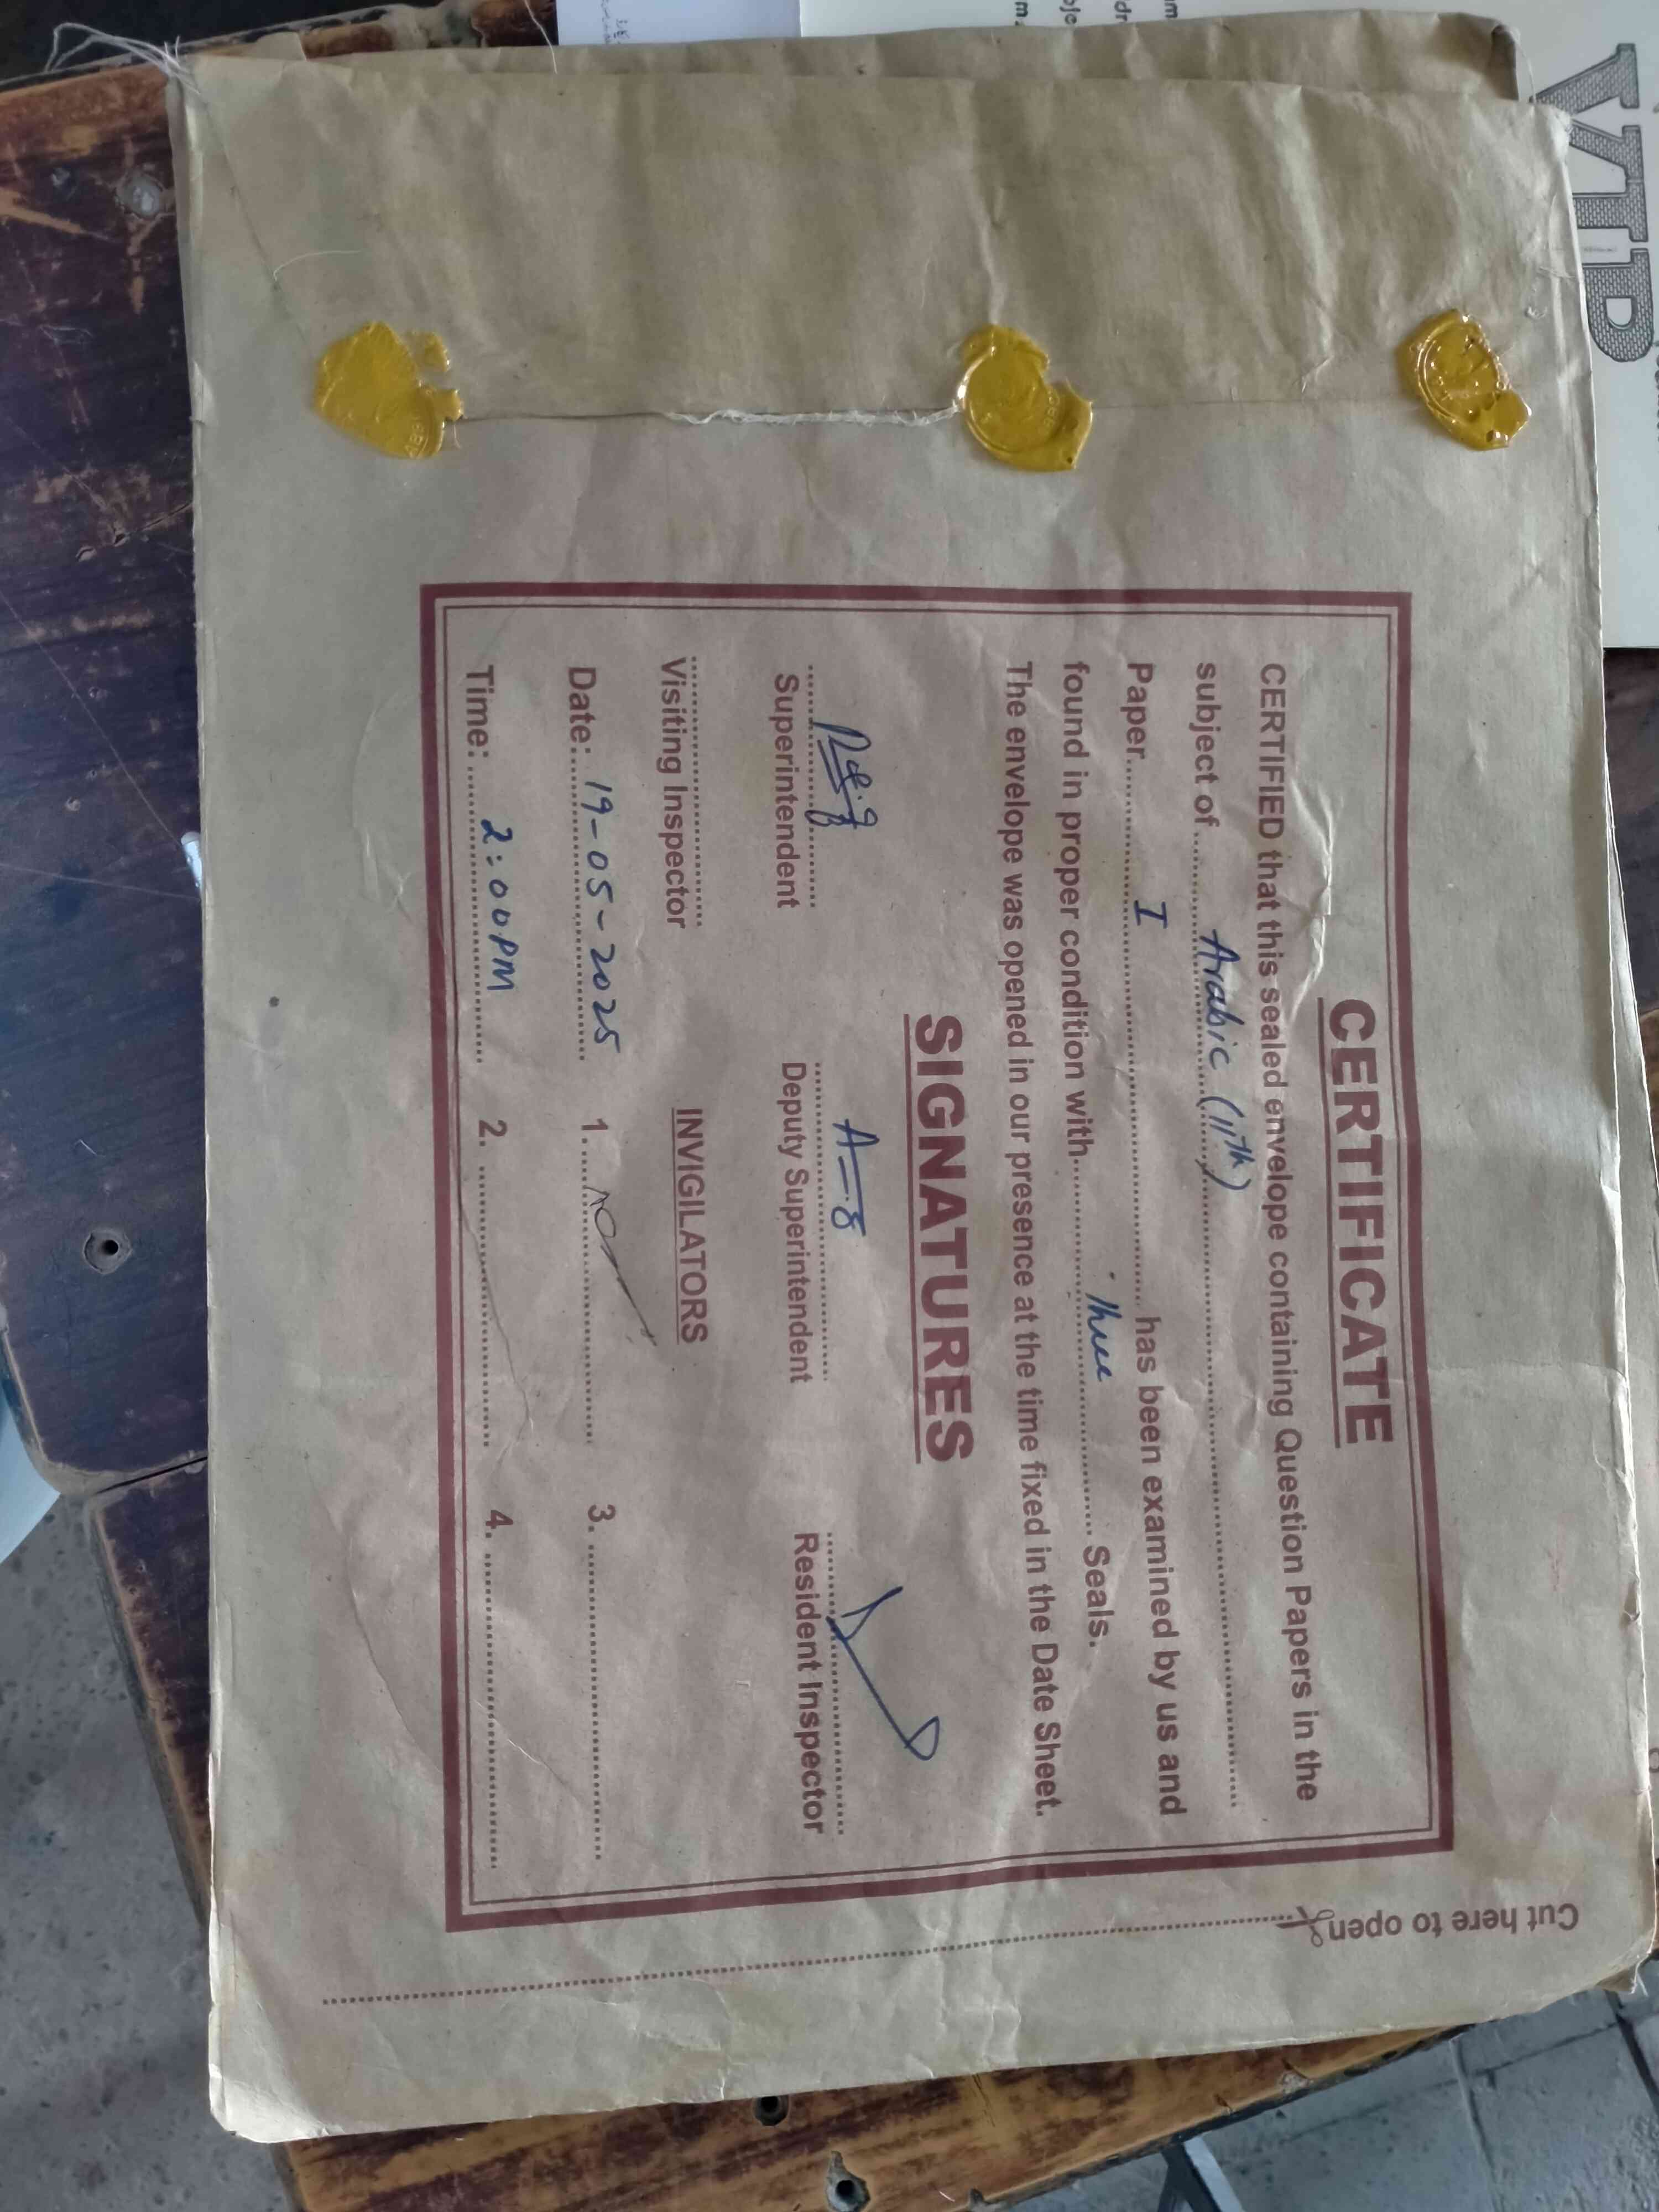 CERTIFICATE
CERTIFIED that this sealed envelope containing Question Papers in the
subject of ..... Arabic (11th) .....
Paper ..... I ..... has been examined by us and
found in proper condition with ..... three ..... Seals.
The envelope was opened in our presence at the time fixed in the Date Sheet.
SIGNATURES
Superintendent Deputy Superintendent Resident Inspector
Visiting Inspector INVIGILATORS
Date: 19-05-2025 1. ..... 3. .....
Time: 2:00PM 2. ..... 4. .....
Cut here to open
VIP